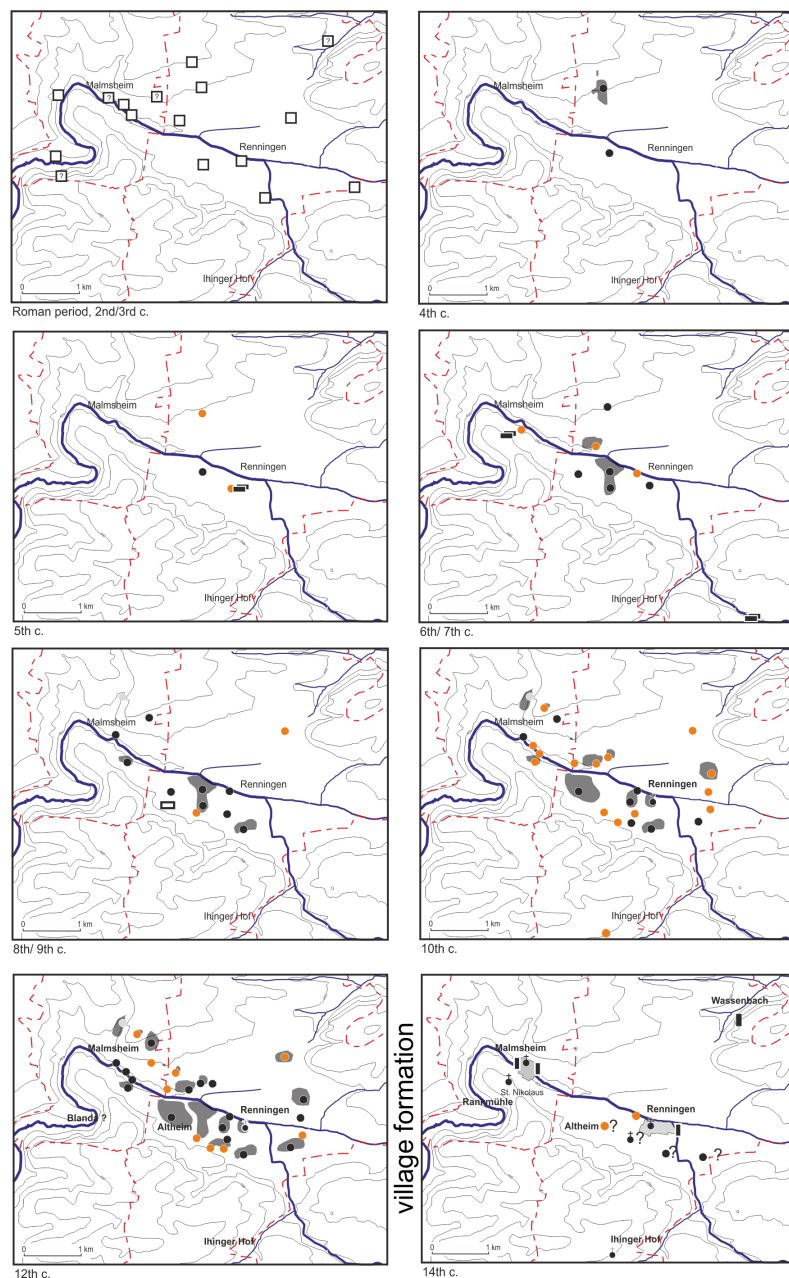 ?
Malmsheim
?
?
Renningen
?
Ihinger Hof
0
1 km
Roman period, 2nd/3rd c.
Malmsheim
Renningen
Ihinger Hof
0
1 km
4th c.
Malmsheim
Renningen
Ihinger Hof
0
1 km
5th c.
Malmsheim
Renningen
Ihinger Hof
0
1 km
6th/ 7th c.
Malmsheim
Renningen
Ihinger Hof
0
1 km
8th/ 9th c.
Malmsheim
Renningen
Ihinger Hof
0
1 km
10th c.
Malmsheim
Renningen
Blanda ?
Altheim
Ihinger Hof
0
1 km
12th c.
village formation
Wassenbach
Malmsheim
St. Nikolaus
Rankmühle
Renningen
Altheim
?
?
?
?
Ihinger Hof
0
1 km
14th c.